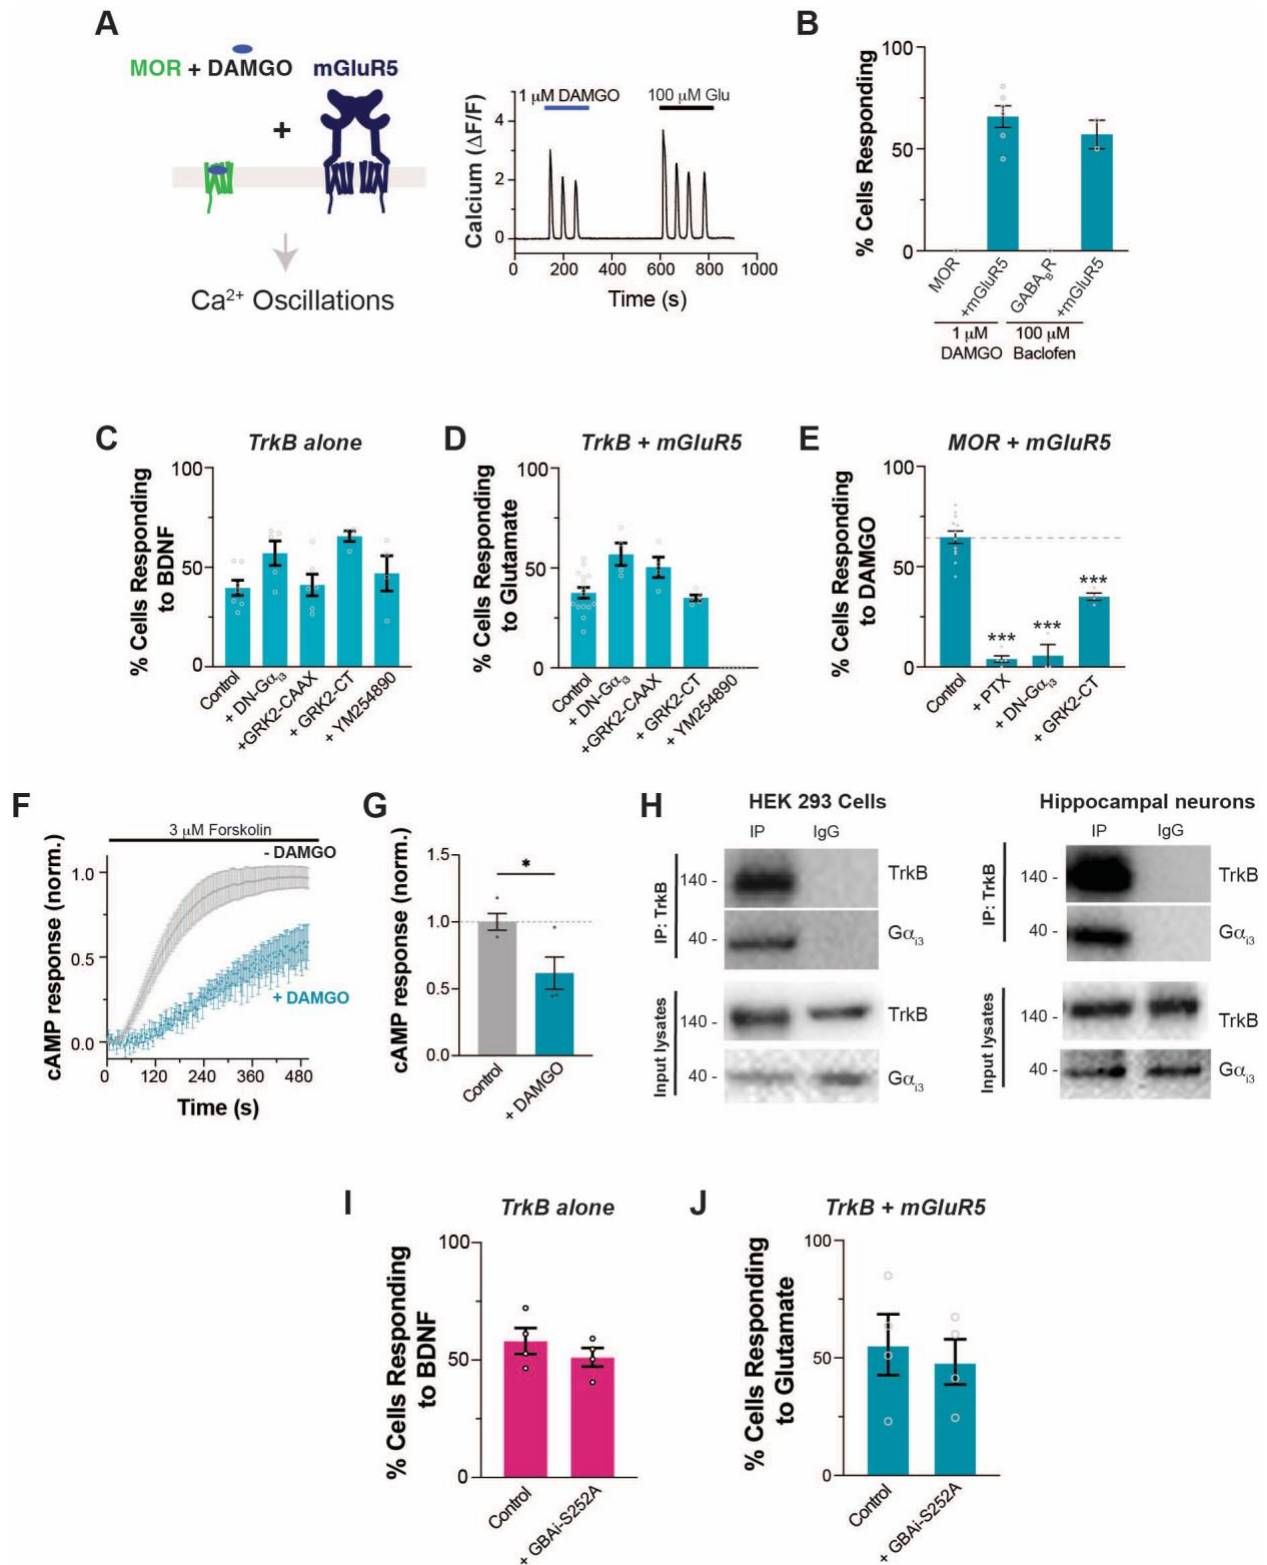 A
MOR + DAMGO mGluR5
+
Ca²⁺ Oscillations
1 μM DAMGO
100 μM Glu
Calcium (ΔF/F)
4
2
0
0 200 400 600 800 1000
Time (s)
B
% Cells Responding
100
50
0
MOR
+mGluR5
GABA_BR
+mGluR5
1 μM
DAMGO
100 μM
Baclofen
C
TrkB alone
% Cells Responding
to BDNF
100
50
0
Control
+ DN-Gα_i3
+GRK2-CAAX
+ GRK2-CT
+ YM254890
D
TrkB + mGluR5
% Cells Responding
to Glutamate
100
50
0
Control
+ DN-Gα_i3
+GRK2-CAAX
+ GRK2-CT
+ YM254890
E
MOR + mGluR5
% Cells Responding
to DAMGO
100
50
0
***
***
***
Control
+ PTX
+ DN-Gα_i3
+ GRK2-CT
F
3 μM Forskolin
- DAMGO
+ DAMGO
cAMP response (norm.)
1.0
0.5
0.0
0 120 240 360 480
Time (s)
G
cAMP response (norm.)
1.5
1.0
0.5
0.0
*
Control
+ DAMGO
H
HEK 293 Cells
IP IgG
IP: TrkB
140 - TrkB
40 - Gα_i3
Input lysates
140 - TrkB
40 - Gα_i3
Hippocampal neurons
IP IgG
IP: TrkB
140 - TrkB
40 - Gα_i3
Input lysates
140 - TrkB
40 - Gα_i3
I
TrkB alone
% Cells Responding
to BDNF
100
50
0
Control
+ GBAi-S252A
J
TrkB + mGluR5
% Cells Responding
to Glutamate
100
50
0
Control
+ GBAi-S252A